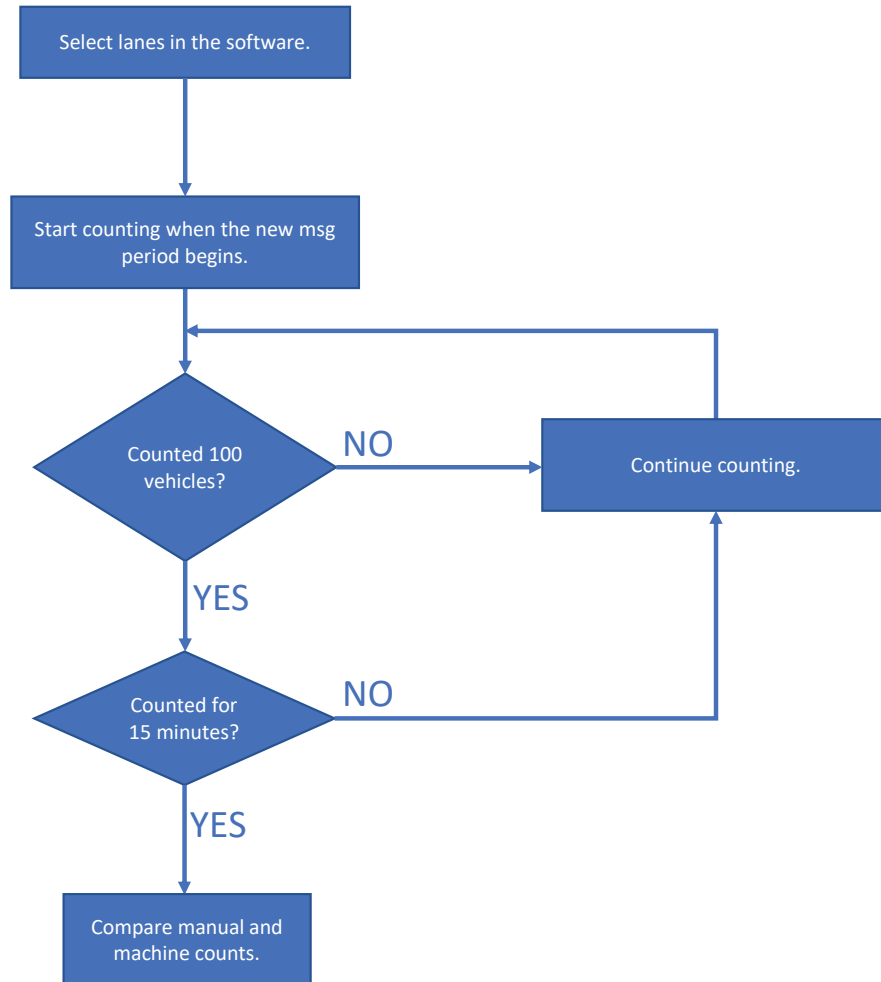 Select lanes in the software.
Start counting when the new msg
period begins.
Counted 100
vehicles?
NO
Continue counting.
YES
Counted for
15 minutes?
NO
YES
Compare manual and
machine counts.